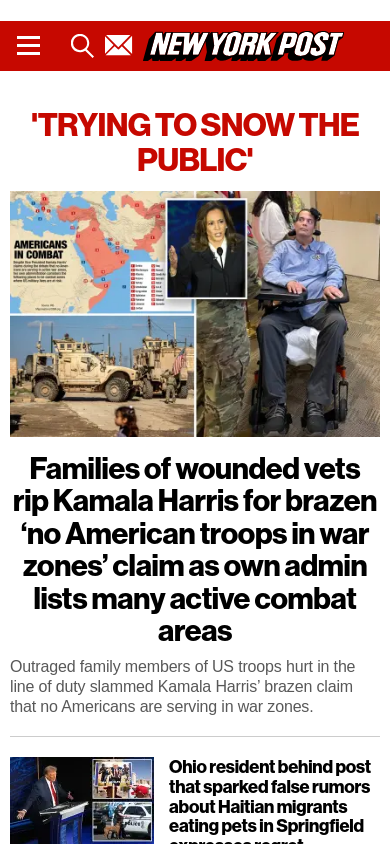 NEW YORK POST
'TRYING TO SNOW THE
PUBLIC'
AMERICANS
IN COMBAT
Families of wounded vets
rip Kamala Harris for brazen
‘no American troops in war
zones’ claim as own admin
lists many active combat
areas
Outraged family members of US troops hurt in the
line of duty slammed Kamala Harris’ brazen claim
that no Americans are serving in war zones.
Ohio resident behind post
that sparked false rumors
about Haitian migrants
eating pets in Springfield
expresses regret